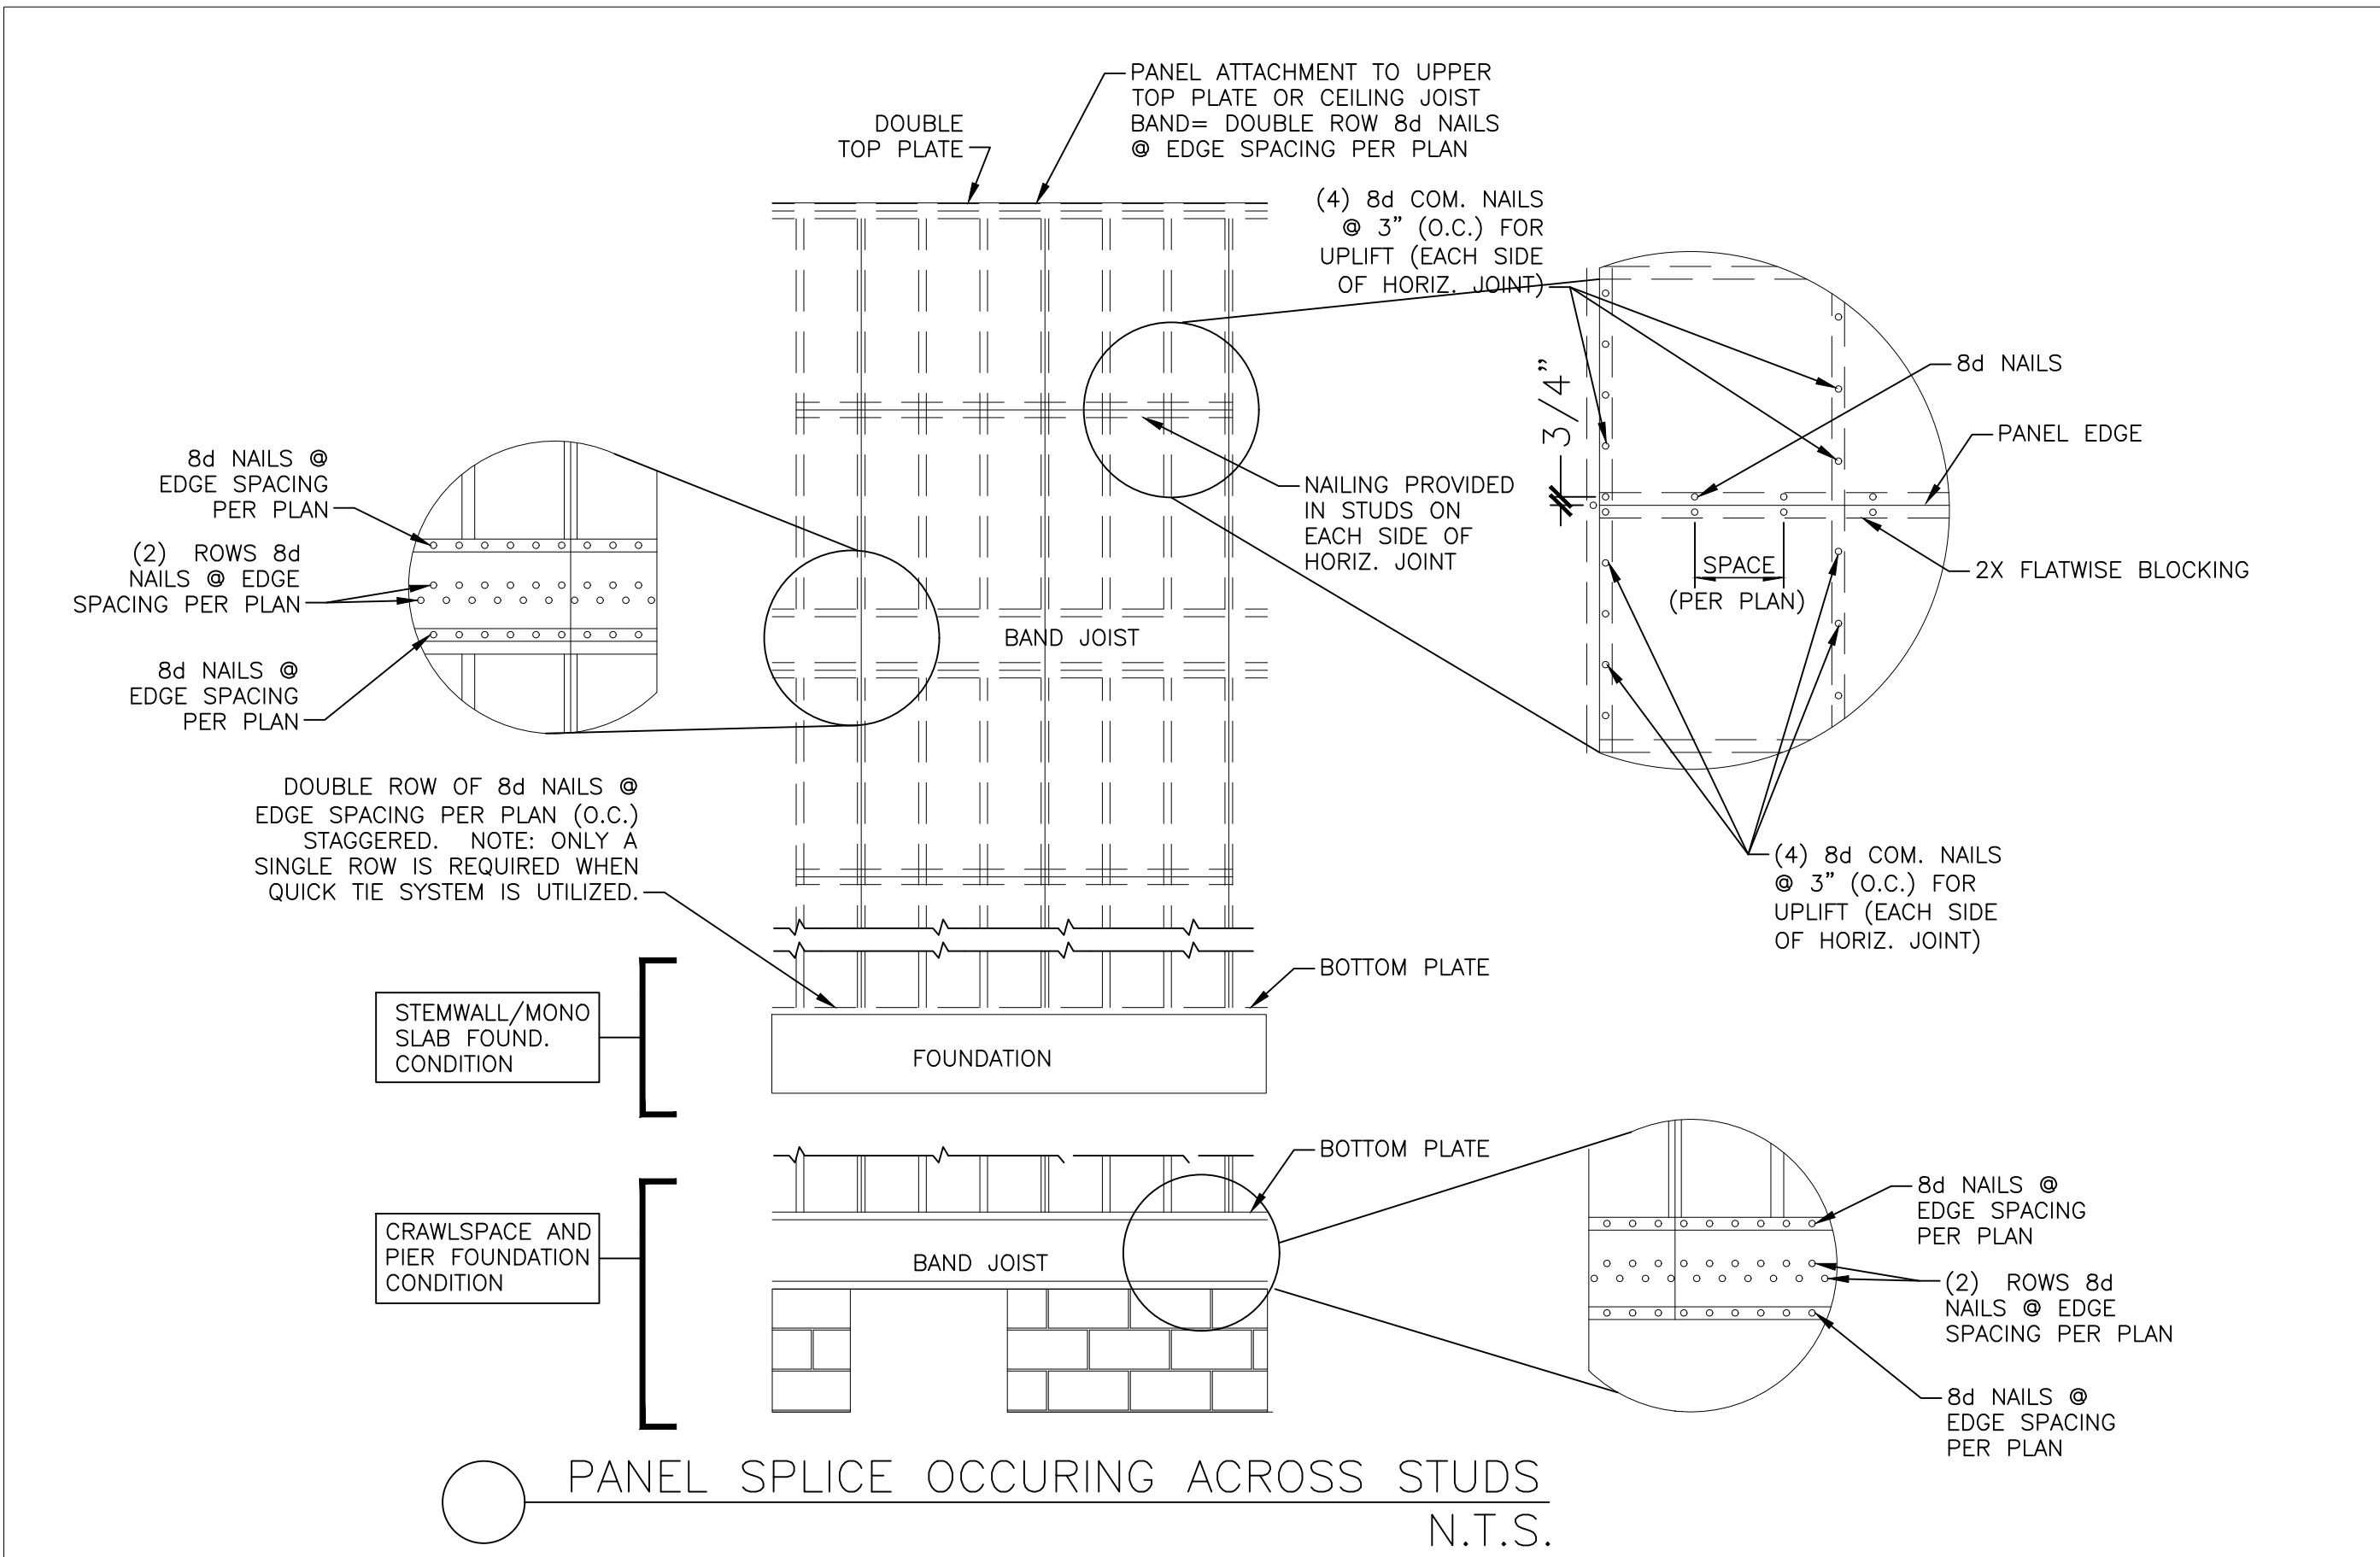 PANEL ATTACHMENT TO UPPER
TOP PLATE OR CEILING JOIST
BAND= DOUBLE ROW 8d NAILS
@ EDGE SPACING PER PLAN
DOUBLE
TOP PLATE
(4) 8d COM. NAILS
@ 3" (O.C.) FOR
UPLIFT (EACH SIDE
OF HORIZ. JOINT)
3/4"
8d NAILS
PANEL EDGE
NAILING PROVIDED
IN STUDS ON
EACH SIDE OF
HORIZ. JOINT
SPACE
(PER PLAN)
2X FLATWISE BLOCKING
8d NAILS @
EDGE SPACING
PER PLAN
(2) ROWS 8d
NAILS @ EDGE
SPACING PER PLAN
8d NAILS @
EDGE SPACING
PER PLAN
BAND JOIST
DOUBLE ROW OF 8d NAILS @
EDGE SPACING PER PLAN (O.C.)
STAGGERED. NOTE: ONLY A
SINGLE ROW IS REQUIRED WHEN
QUICK TIE SYSTEM IS UTILIZED.
(4) 8d COM. NAILS
@ 3" (O.C.) FOR
UPLIFT (EACH SIDE
OF HORIZ. JOINT)
BOTTOM PLATE
STEMWALL/MONO
SLAB FOUND.
CONDITION
FOUNDATION
BOTTOM PLATE
CRAWLSPACE AND
PIER FOUNDATION
CONDITION
BAND JOIST
8d NAILS @
EDGE SPACING
PER PLAN
(2) ROWS 8d
NAILS @ EDGE
SPACING PER PLAN
8d NAILS @
EDGE SPACING
PER PLAN
PANEL SPLICE OCCURING ACROSS STUDS
N.T.S.